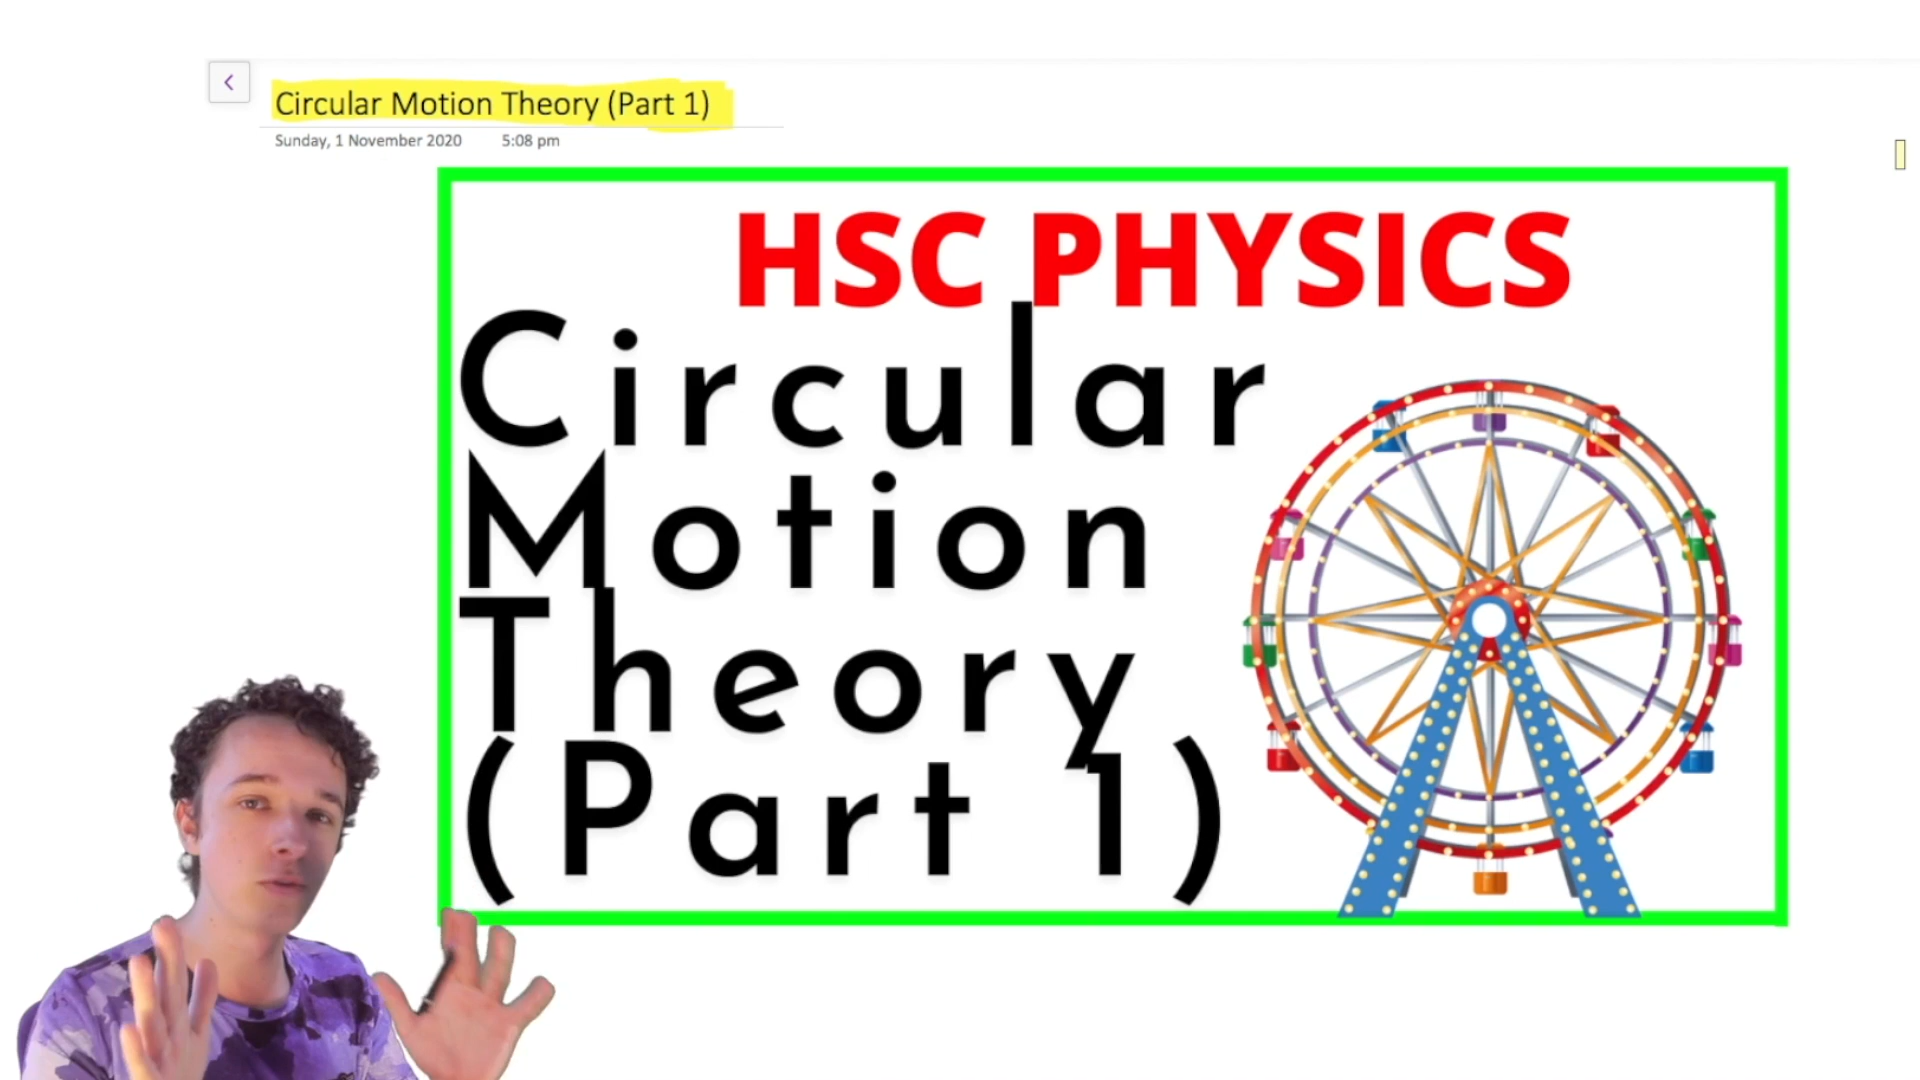 Circular Motion Theory (Part 1)
Sunday, 1 November 2020 5:08 pm
HSC PHYSICS
Circular
Motion
Theory
(Part 1)